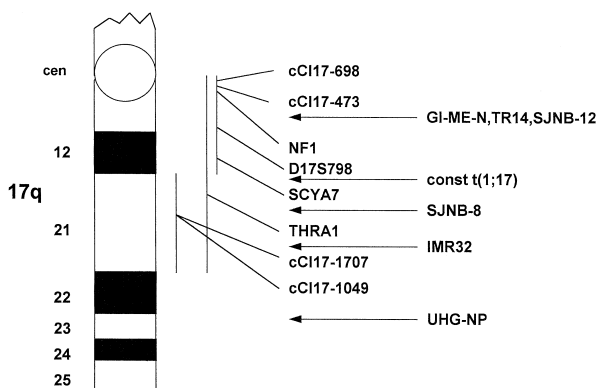 cen
cCI17-698
cCI17-473
GI-ME-N,TR14,SJNB-12
NF1
12
D17S798
const t(1;17)
17q
SCYA7
SJNB-8
21
THRA1
IMR32
cCI17-1707
cCI17-1049
22
UHG-NP
23
24
25